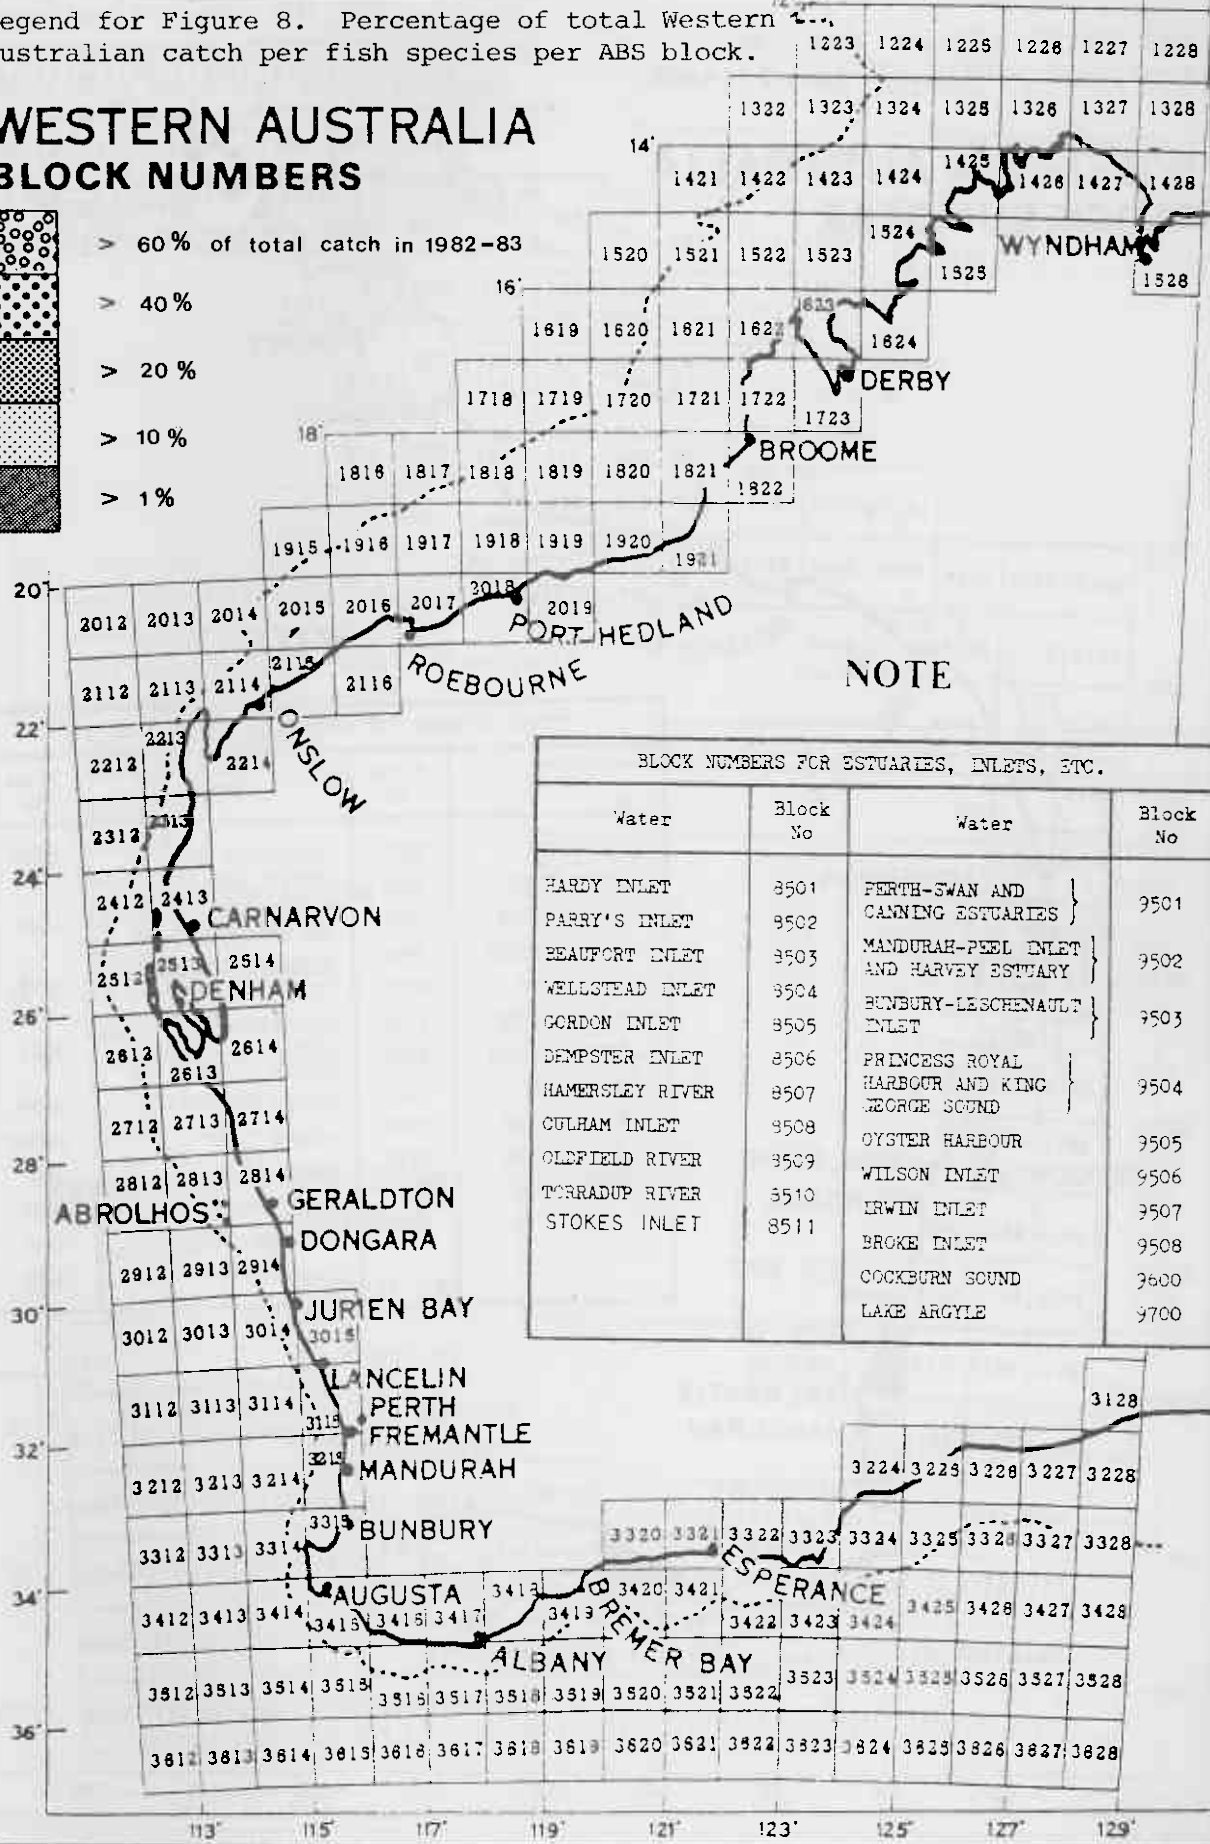 egend for Figure 8. Percentage of total Western
ustralian catch per fish species per ABS block.
WESTERN AUSTRALIA
BLOCK NUMBERS
> 60% of total catch in 1982-83
> 40%
> 20%
> 10%
> 1%
1223 1224 1225 1226 1227 1228
1322 1323 1324 1325 1326 1327 1328
14°
1421 1422 1423 1424 1425 1426 1427 1428
1520 1521 1522 1523 1524 1525 WYNDHAM 1528
16°
1619 1620 1621 1622 1623 1624
DERBY
1718 1719 1720 1721 1722 1723
18°
BROOME
1816 1817 1818 1819 1820 1821 1822
1915 1916 1917 1918 1919 1920 1921
20°
2012 2013 2014 2015 2016 2017 2018 2019
PORT HEDLAND
ROEBOURNE
2112 2113 2114 2115 2116
22°
ONSLOW
2212 2213 2214
2312 2313
24°
2412 2413
CARNARVON
2512 2513 2514
DENHAM
26°
2612 2613 2614
2712 2713 2714
28°
2812 2813 2814
ABROLHOS
GERALDTON
DONGARA
2912 2913 2914
30°
JURIEN BAY
3012 3013 3014 3015
LANCELIN
PERTH
3112 3113 3114 3115
FREMANTLE
32°
MANDURAH
3212 3213 3214 3215
BUNBURY
3312 3313 3314 3315
34°
AUGUSTA
3412 3413 3414 3415 3416 3417 3418 3419 3420 3421 3422 3423 3424 3425 3426 3427 3428
ALBANY
BREMER BAY
ESPERANCE
3128
3224 3225 3226 3227 3228
3320 3321 3322 3323 3324 3325 3326 3327 3328
3512 3513 3514 3515 3516 3517 3518 3519 3520 3521 3522 3523 3524 3525 3526 3527 3528
36°
3612 3613 3614 3615 3616 3617 3618 3619 3620 3621 3622 3623 3624 3625 3626 3627 3628
113° 115° 117° 119° 121° 123° 125° 127° 129°
NOTE
BLOCK NUMBERS FOR ESTUARIES, INLETS, ETC.
Water Block No Water Block No
HARDY INLET 8501
PARRY'S INLET 8502
BEAUFORT INLET 8503
WELLSTEAD INLET 8504
GORDON INLET 8505
DEMPSTER INLET 8506
HAMERSLEY RIVER 8507
CULHAM INLET 8508
OLDFIELD RIVER 8509
TORRADUP RIVER 8510
STOKES INLET 8511
PERTH-SWAN AND
CANNING ESTUARIES 9501
MANDURAH-PEEL INLET
AND HARVEY ESTUARY 9502
BUNBURY-LESCHENAULT
INLET 9503
PRINCESS ROYAL
HARBOUR AND KING
GEORGE SOUND 9504
OYSTER HARBOUR 9505
WILSON INLET 9506
IRWIN INLET 9507
BROKE INLET 9508
COCKBURN SOUND 9600
LAKE ARGYLE 9700